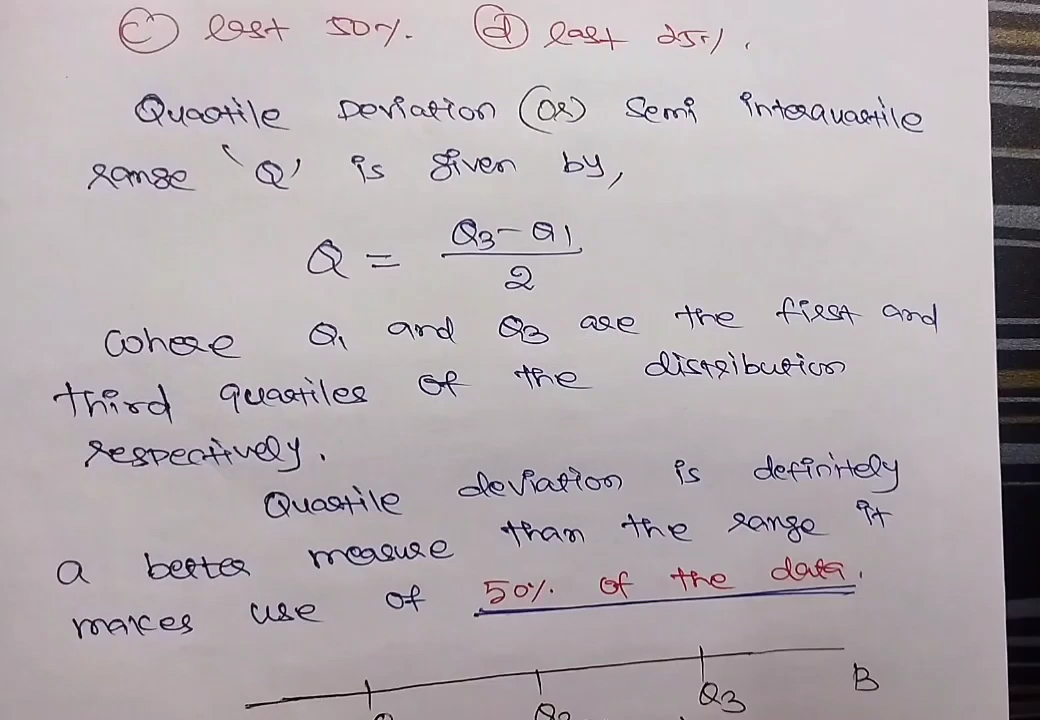 (c) last 50%. (d) last 25%.
Quartile Deviation (or) Semi interquartile
range 'Q' is given by,
Q = (Q3 - Q1) / 2
where Q1 and Q3 are the first and
third quartiles of the distribution
respectively.
Quartile deviation is definitely
a better measure than the range it
makes use of 50% of the data.
Q2 Q3 B